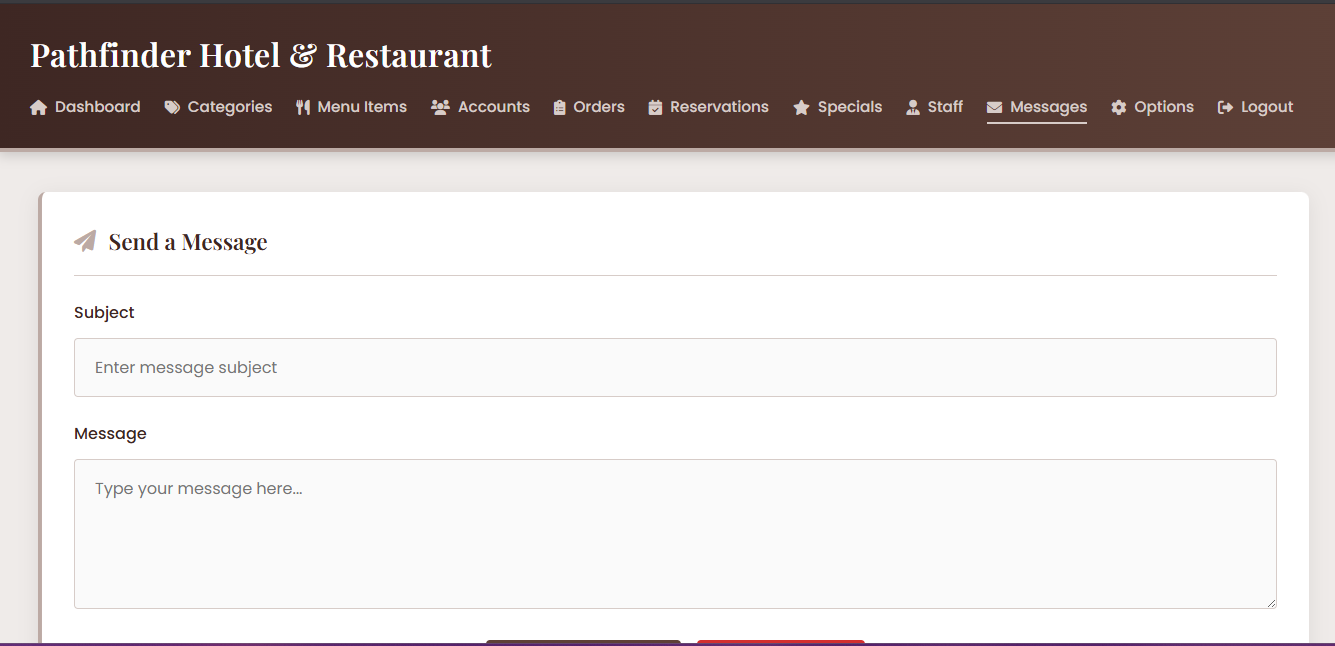 Pathfinder Hotel & Restaurant
Dashboard Categories Menu Items Accounts Orders Reservations Specials Staff Messages Options Logout
Send a Message
Subject
Enter message subject
Message
Type your message here...